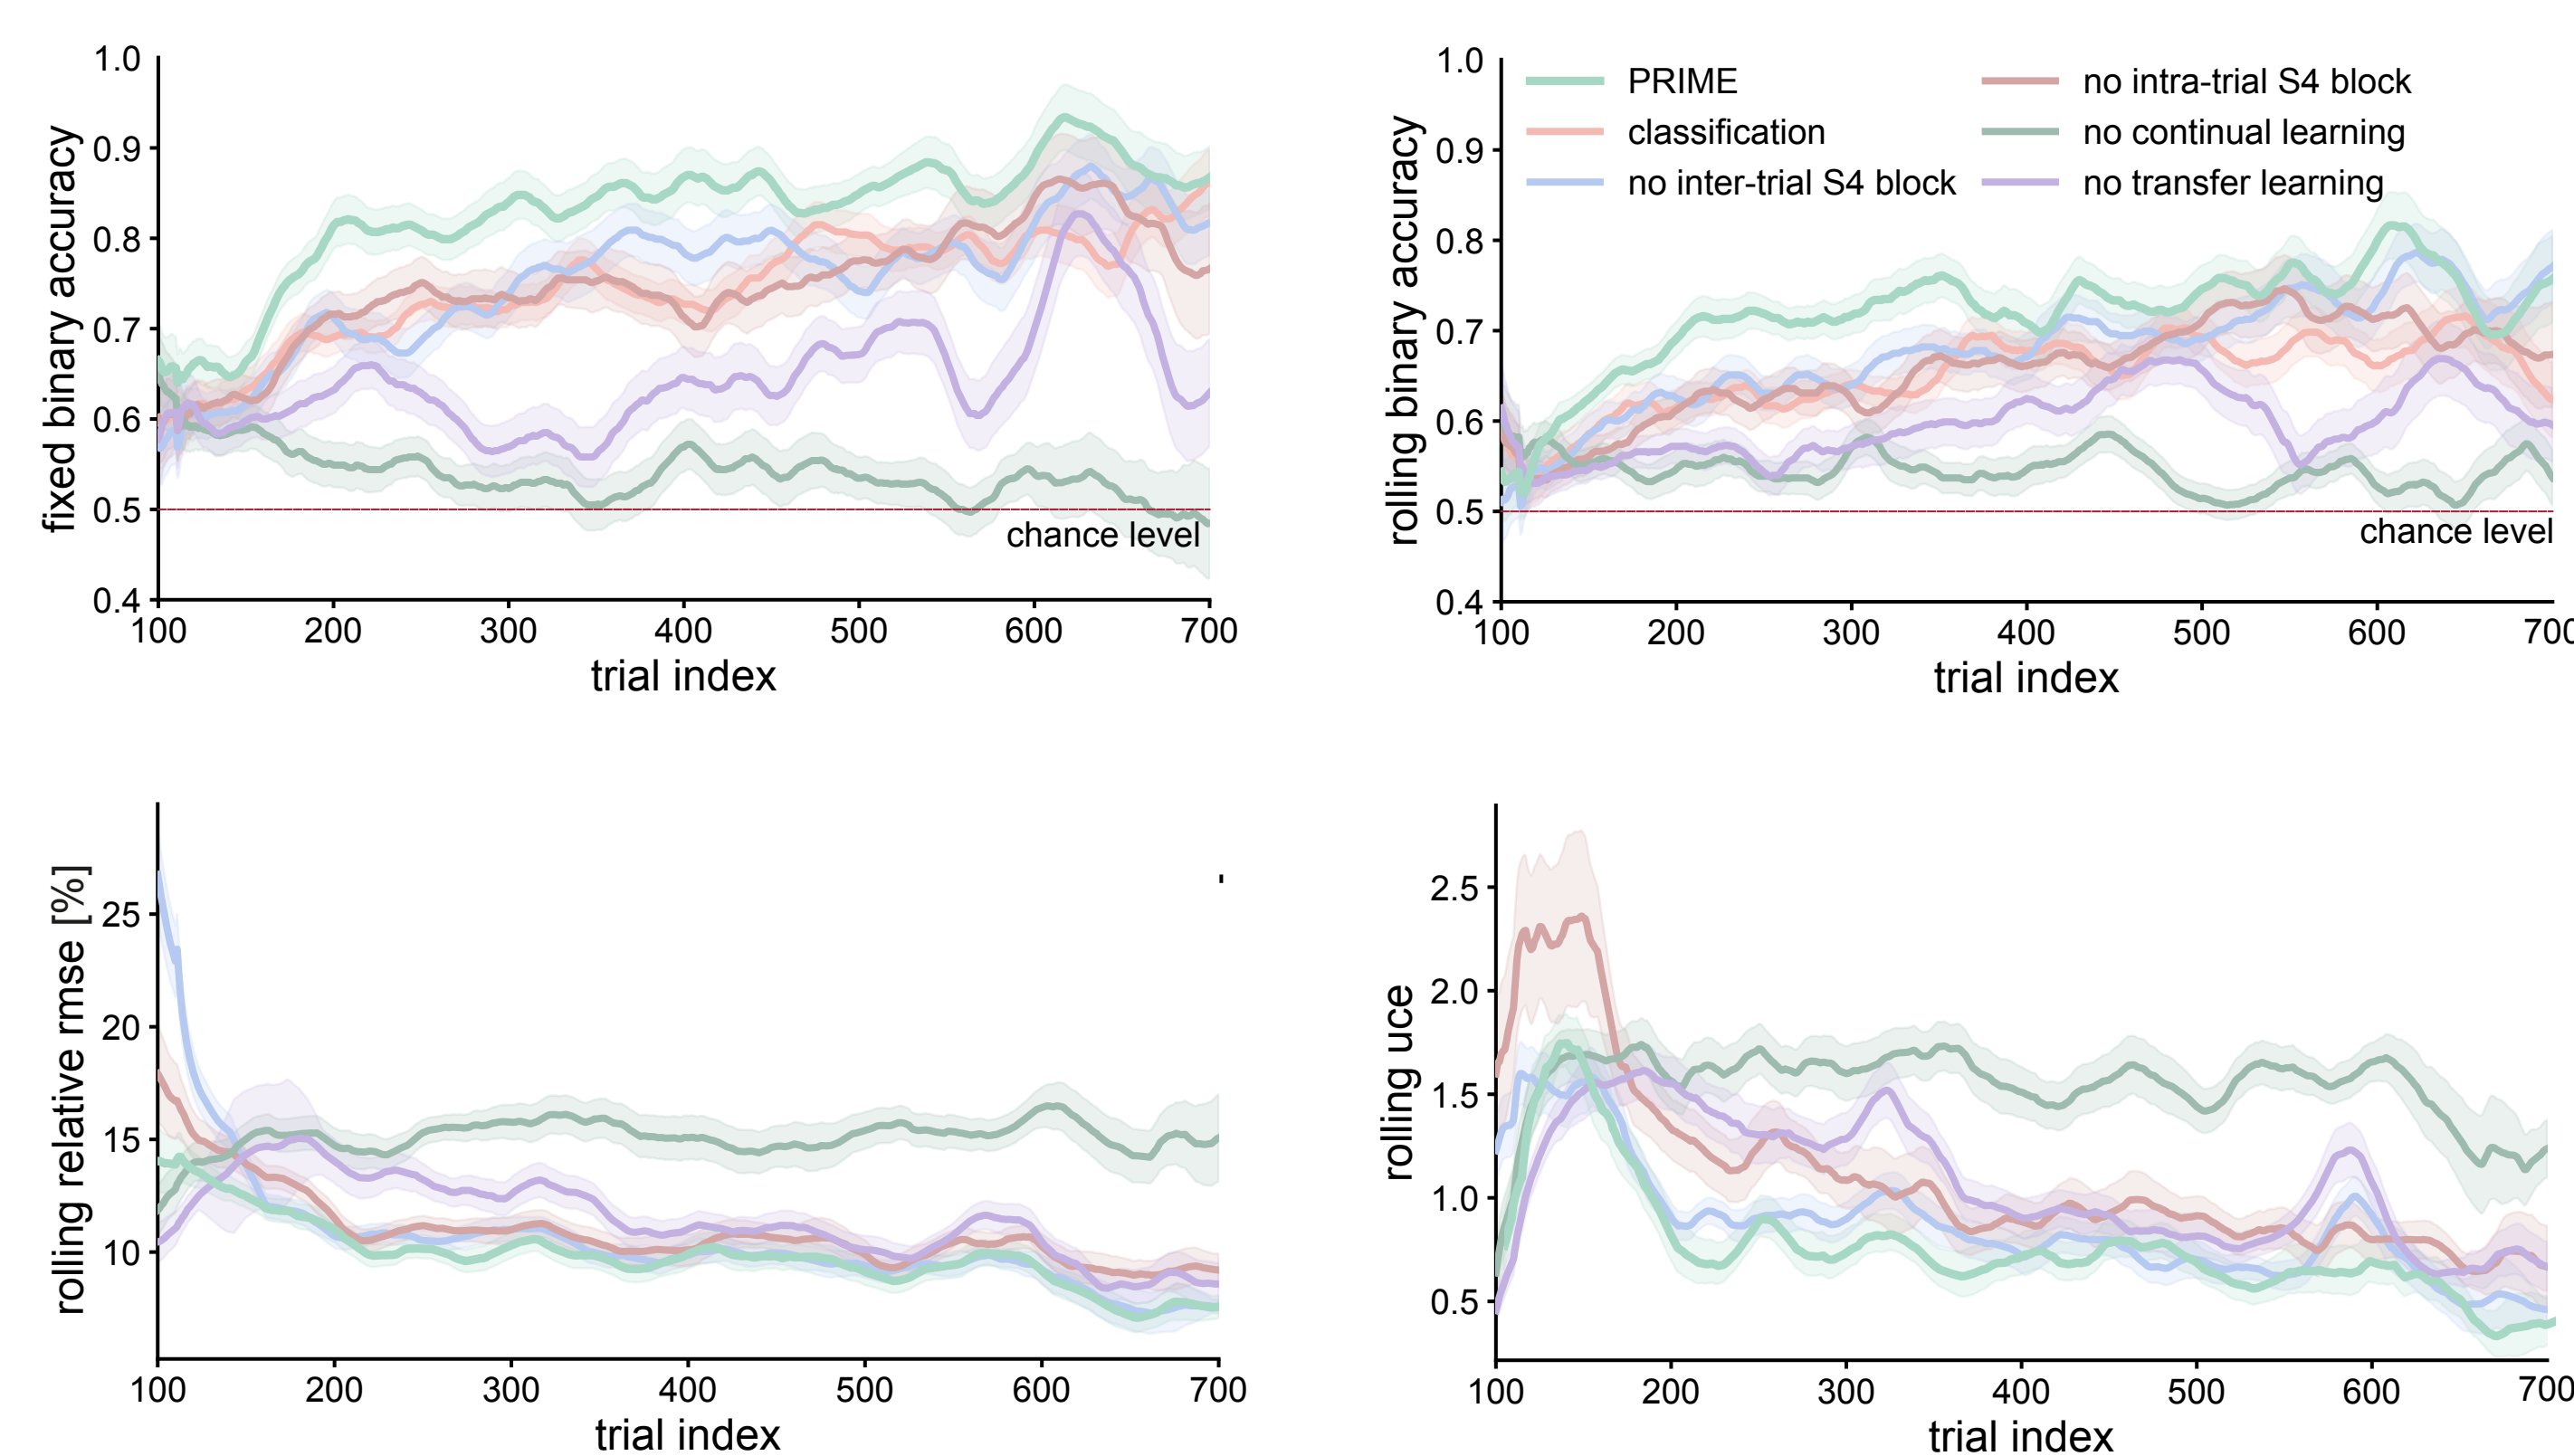 fixed binary accuracy
1.0
0.9
0.8
0.7
0.6
0.5
0.4
chance level
100 200 300 400 500 600 700
trial index
rolling binary accuracy
1.0
0.9
0.8
0.7
0.6
0.5
0.4
PRIME
classification
no inter-trial S4 block
no intra-trial S4 block
no continual learning
no transfer learning
chance level
100 200 300 400 500 600 700
trial index
rolling relative rmse [%]
25
20
15
10
100 200 300 400 500 600 700
trial index
rolling uce
2.5
2.0
1.5
1.0
0.5
100 200 300 400 500 600 700
trial index